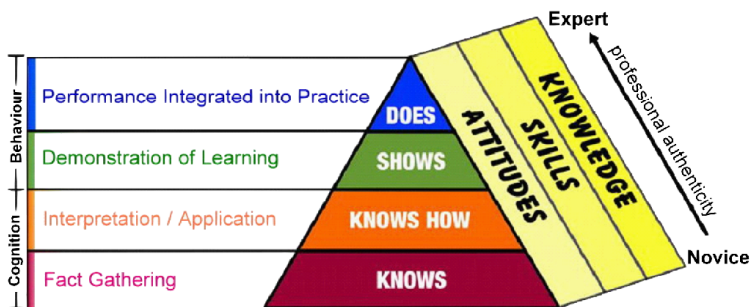 Expert
professional authenticity
Novice
Behaviour
Cognition
Performance Integrated into Practice
DOES
Demonstration of Learning
SHOWS
Interpretation / Application
KNOWS HOW
Fact Gathering
KNOWS
ATTITUDES
SKILLS
KNOWLEDGE